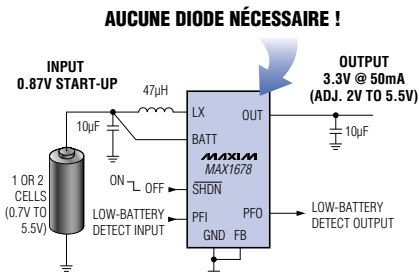 AUCUNE DIODE NÉCESSAIRE !
INPUT
0.87V START-UP
OUTPUT
3.3V @ 50mA
(ADJ. 2V TO 5.5V)
47µH
10µF
LX
OUT
BATT
10µF
MAXIM
MAX1678
1 OR 2
CELLS
(0.7V TO
5.5V)
ON
OFF
SHDN
LOW-BATTERY
DETECT INPUT
PFI
PFO
LOW-BATTERY
DETECT OUTPUT
GND FB